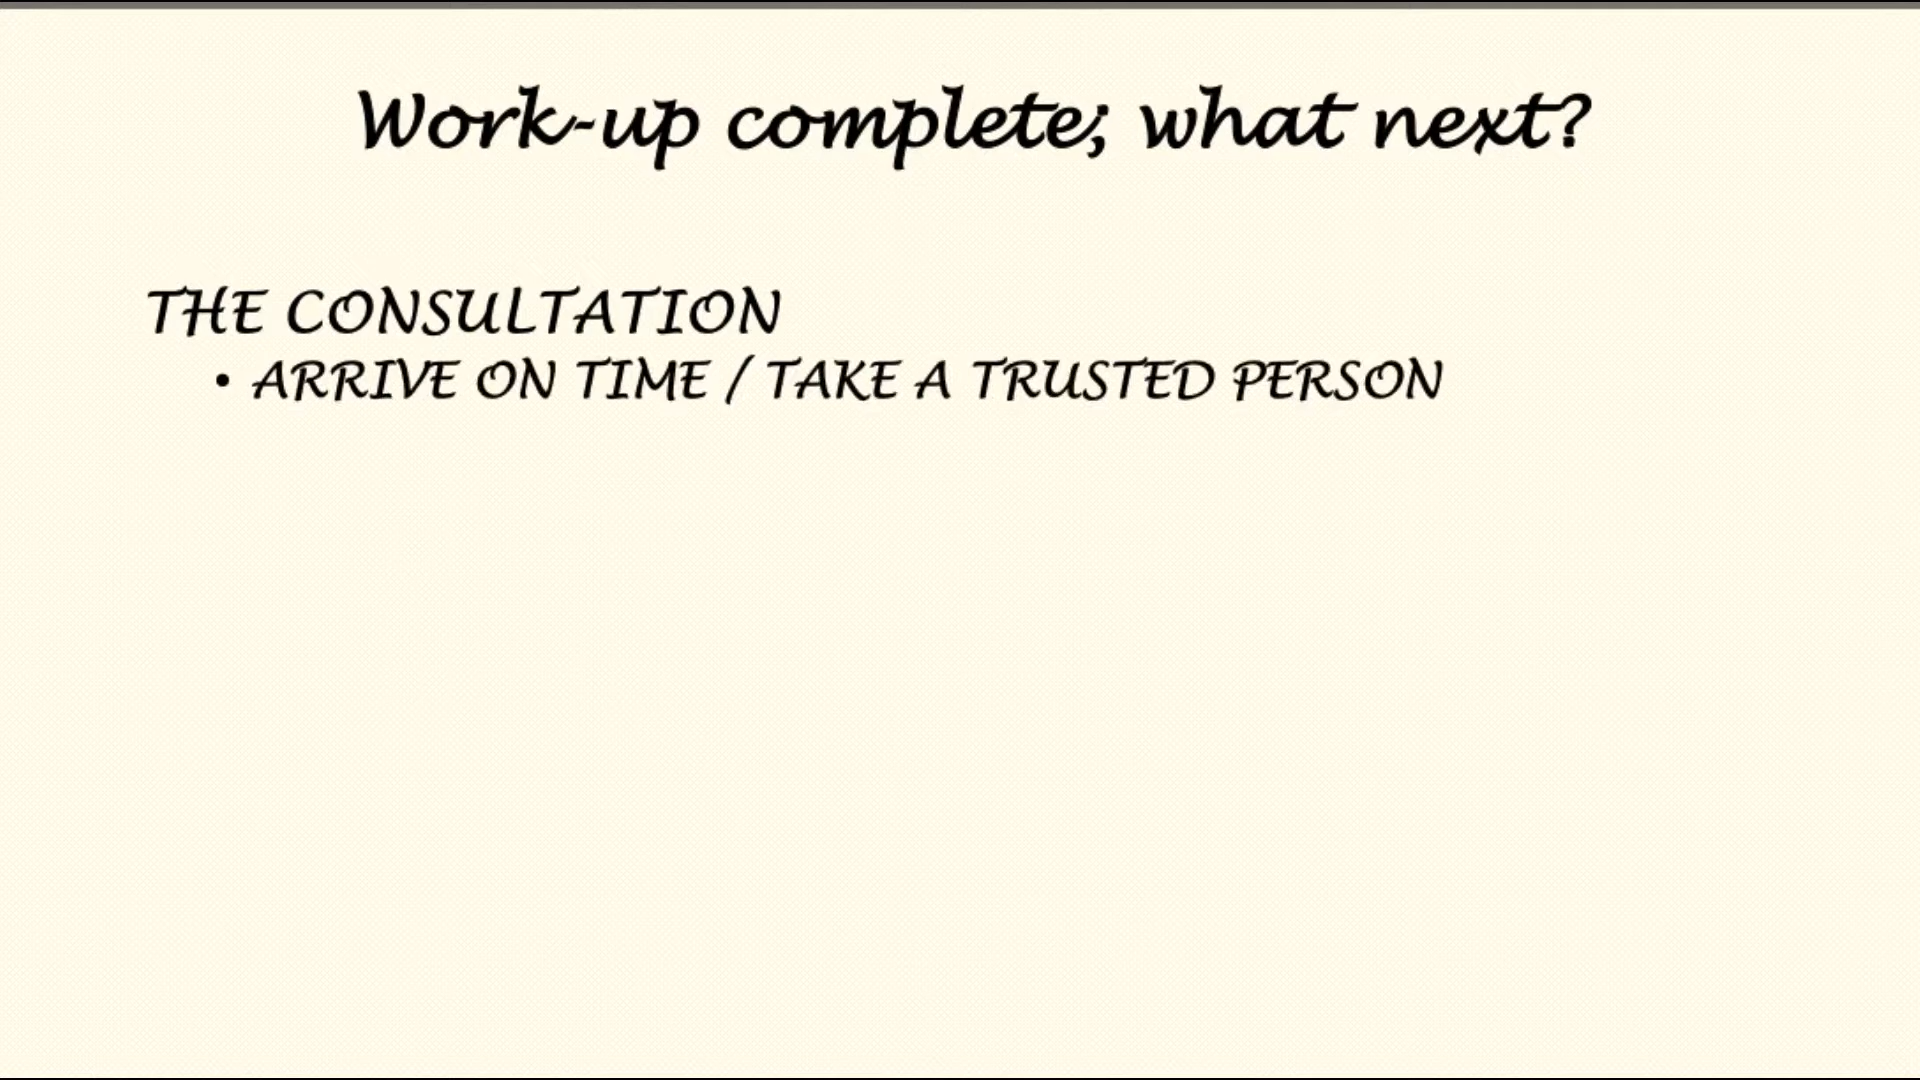 Work-up complete; what next?
THE CONSULTATION
• ARRIVE ON TIME / TAKE A TRUSTED PERSON